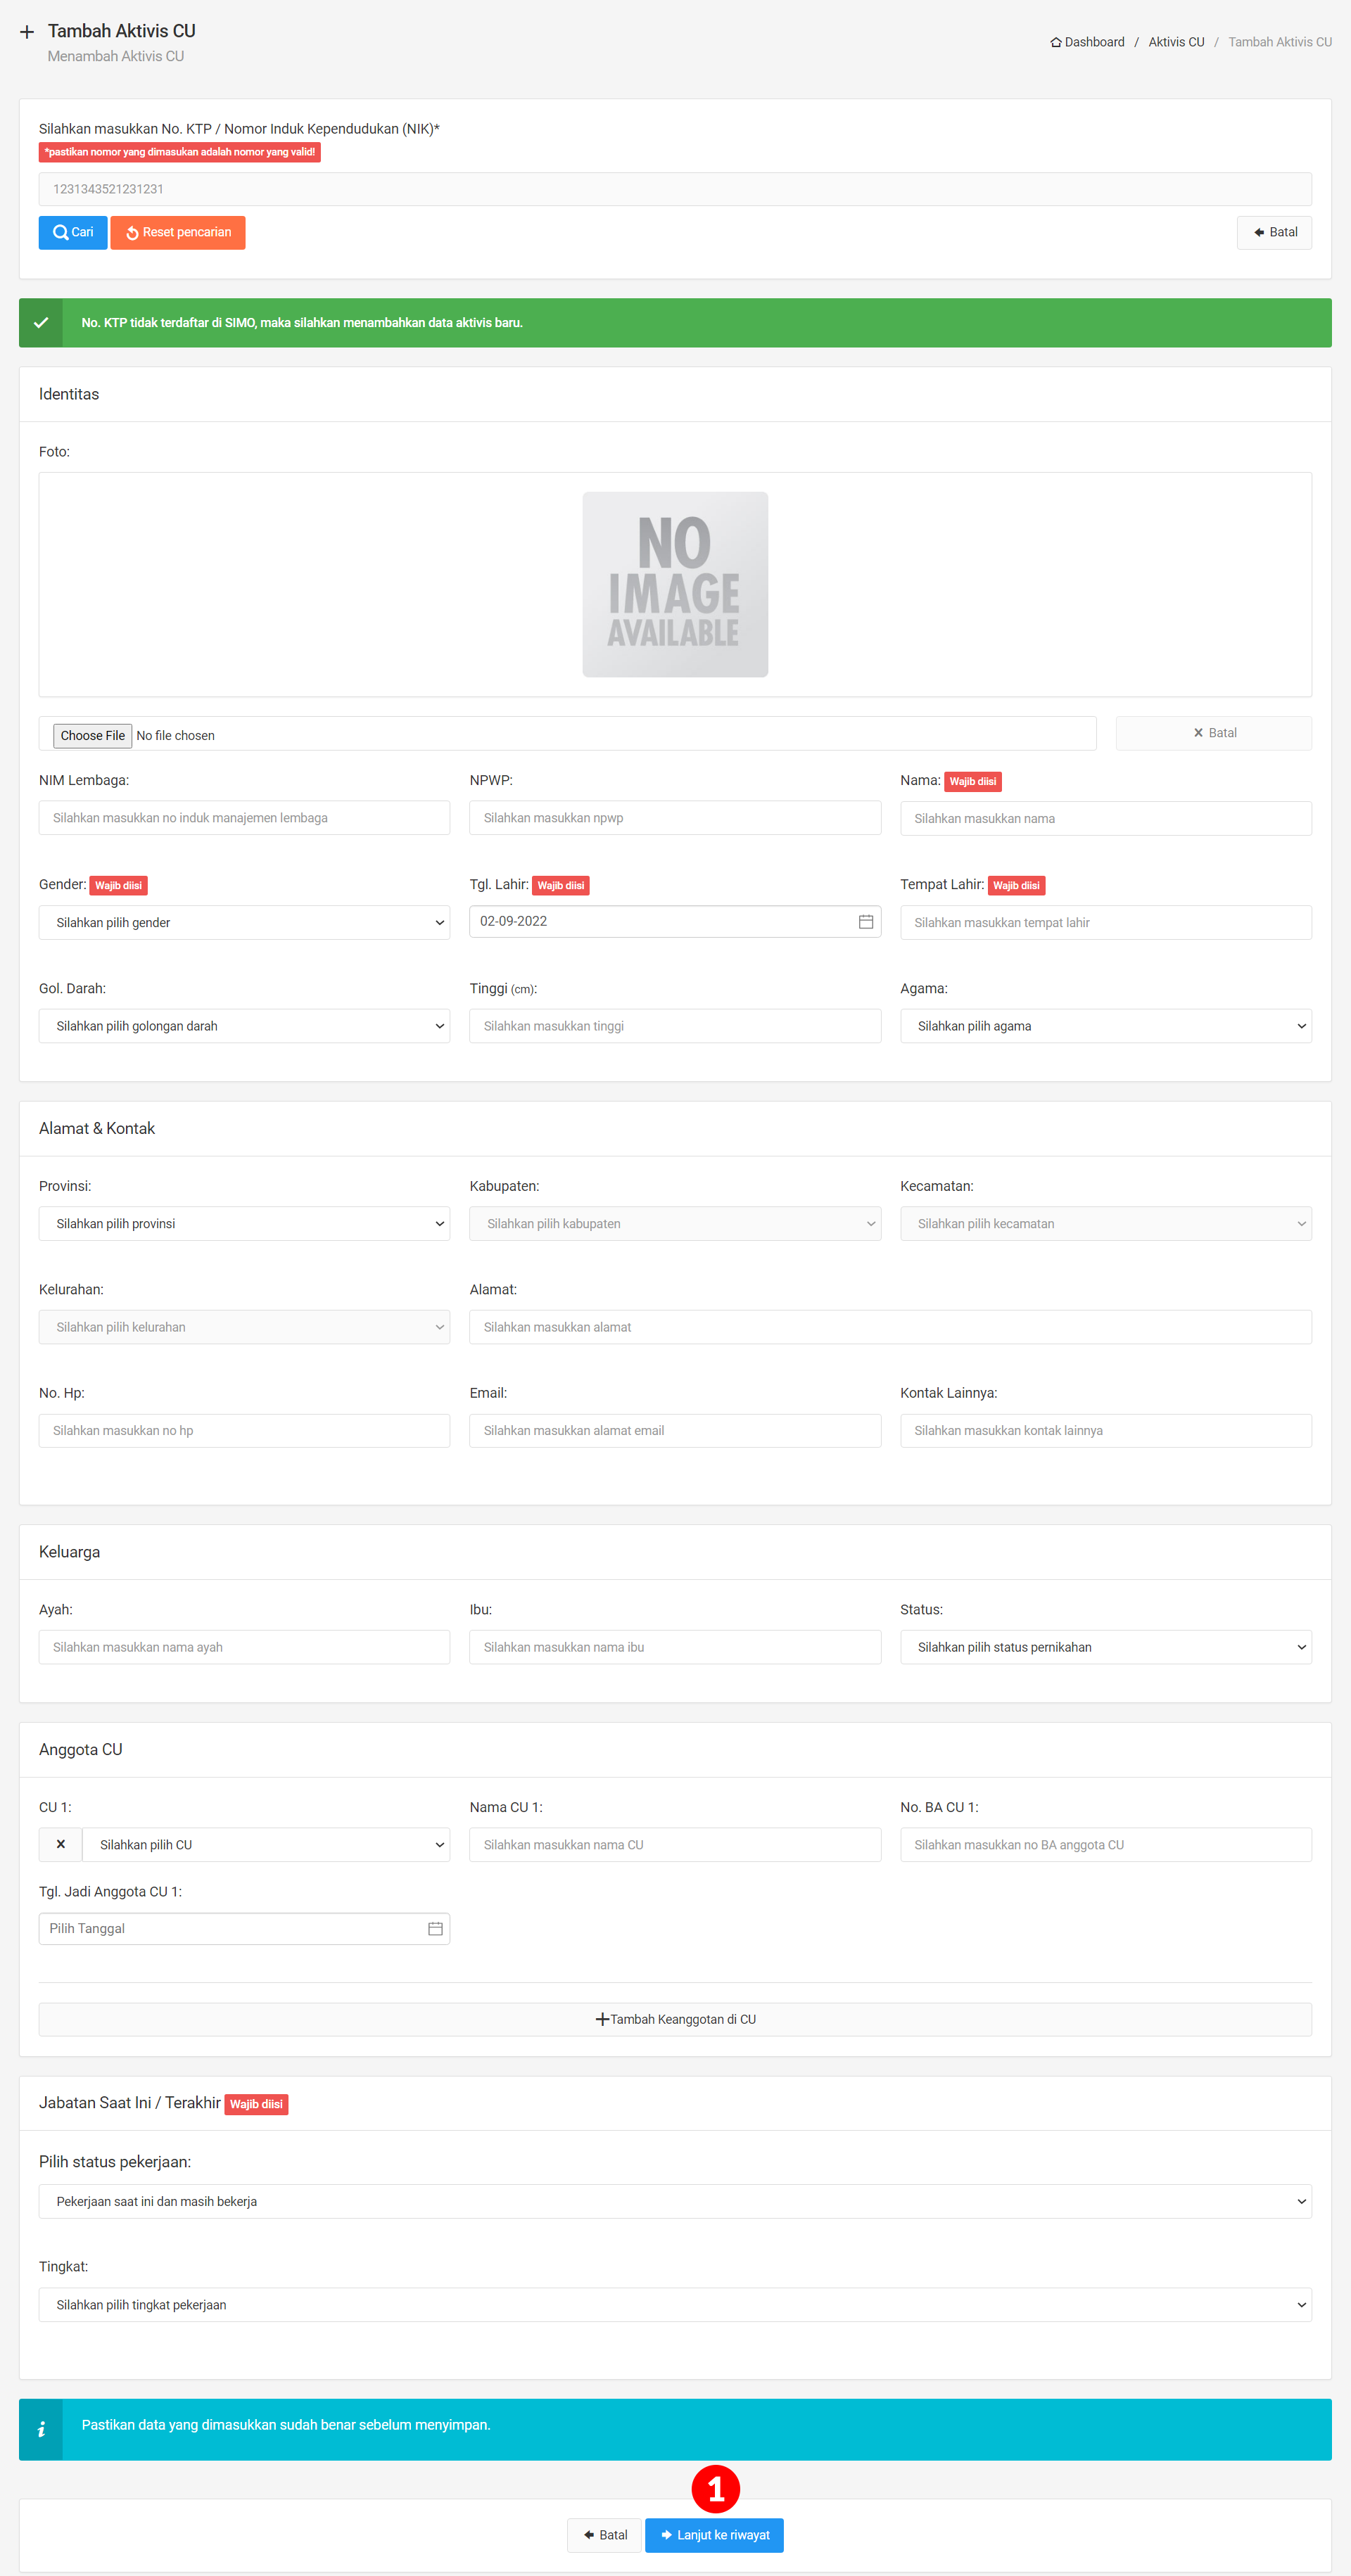 Tambah Aktivis CU
Menambah Aktivis CU
Dashboard / Aktivis CU / Tambah Aktivis CU
Silahkan masukkan No. KTP / Nomor Induk Kependudukan (NIK)*
*pastikan nomor yang dimasukan adalah nomor yang valid!
1231343521231231
Cari Reset pencarian Batal
No. KTP tidak terdaftar di SIMO, maka silahkan menambahkan data aktivis baru.
Identitas
Foto:
NO
IMAGE
AVAILABLE
Choose File No file chosen Batal
NIM Lembaga: NPWP: Nama: Wajib diisi
Silahkan masukkan no induk manajemen lembaga Silahkan masukkan npwp Silahkan masukkan nama
Gender: Wajib diisi Tgl. Lahir: Wajib diisi Tempat Lahir: Wajib diisi
Silahkan pilih gender 02-09-2022 Silahkan masukkan tempat lahir
Gol. Darah: Tinggi (cm): Agama:
Silahkan pilih golongan darah Silahkan masukkan tinggi Silahkan pilih agama
Alamat & Kontak
Provinsi: Kabupaten: Kecamatan:
Silahkan pilih provinsi Silahkan pilih kabupaten Silahkan pilih kecamatan
Kelurahan: Alamat:
Silahkan pilih kelurahan Silahkan masukkan alamat
No. Hp: Email: Kontak Lainnya:
Silahkan masukkan no hp Silahkan masukkan alamat email Silahkan masukkan kontak lainnya
Keluarga
Ayah: Ibu: Status:
Silahkan masukkan nama ayah Silahkan masukkan nama ibu Silahkan pilih status pernikahan
Anggota CU
CU 1: Nama CU 1: No. BA CU 1:
Silahkan pilih CU Silahkan masukkan nama CU Silahkan masukkan no BA anggota CU
Tgl. Jadi Anggota CU 1:
Pilih Tanggal
Tambah Keanggotan di CU
Jabatan Saat Ini / Terakhir Wajib diisi
Pilih status pekerjaan:
Pekerjaan saat ini dan masih bekerja
Tingkat:
Silahkan pilih tingkat pekerjaan
Pastikan data yang dimasukkan sudah benar sebelum menyimpan.
1
Batal Lanjut ke riwayat